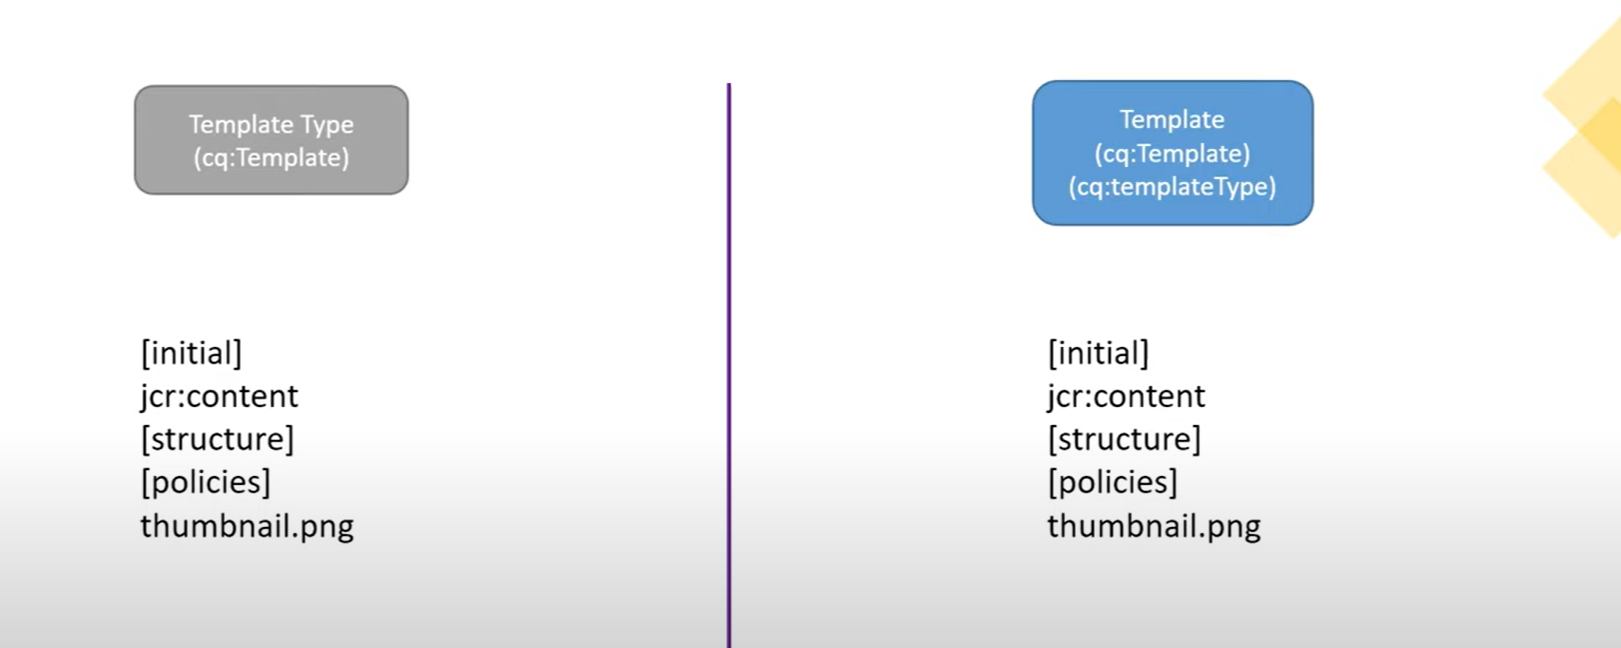 Template Type
(cq:Template)
[initial]
jcr:content
[structure]
[policies]
thumbnail.png
Template
(cq:Template)
(cq:templateType)
[initial]
jcr:content
[structure]
[policies]
thumbnail.png